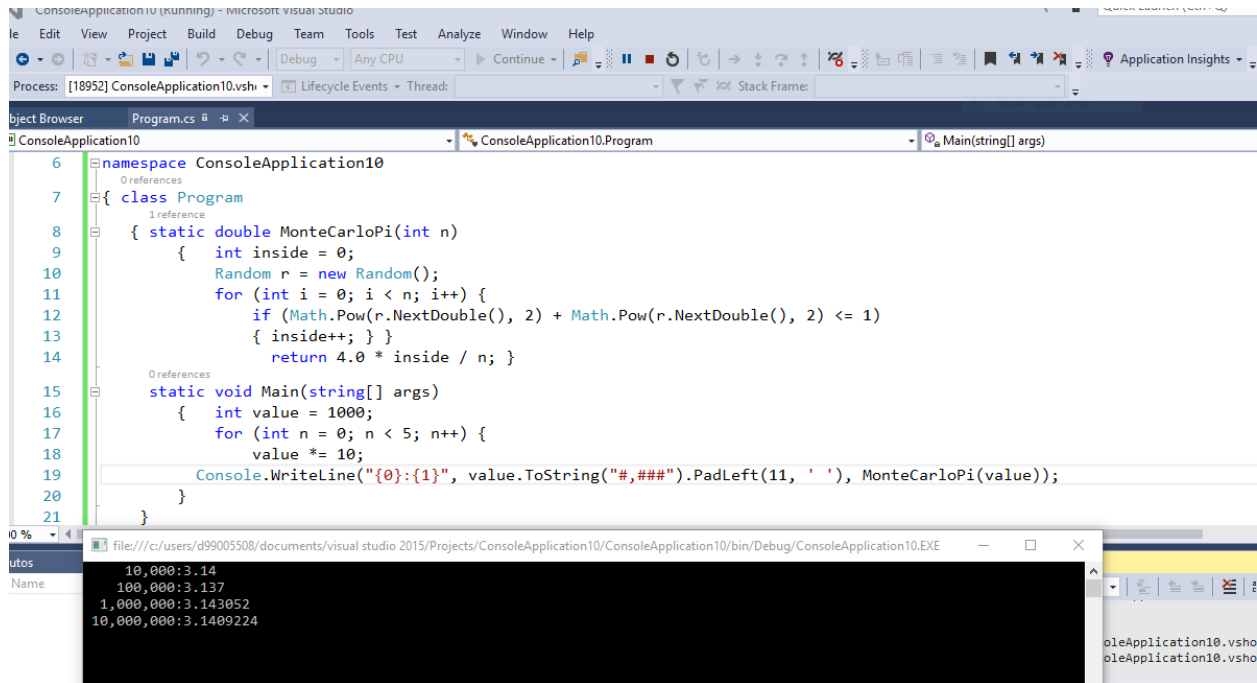 ConsoleApplication10 (Running) - Microsoft Visual Studio
Edit View Project Build Debug Team Tools Test Analyze Window Help
Debug Any CPU Continue Application Insights
Process: [18952] ConsoleApplication10.vsh Lifecycle Events Thread: Stack Frame:
bject Browser Program.cs
ConsoleApplication10 ConsoleApplication10.Program Main(string[] args)
6 namespace ConsoleApplication10
0 references
7 { class Program
1 reference
8 { static double MonteCarloPi(int n)
9 { int inside = 0;
10 Random r = new Random();
11 for (int i = 0; i < n; i++) {
12 if (Math.Pow(r.NextDouble(), 2) + Math.Pow(r.NextDouble(), 2) <= 1)
13 { inside++; } }
14 return 4.0 * inside / n; }
0 references
15 static void Main(string[] args)
16 { int value = 1000;
17 for (int n = 0; n < 5; n++) {
18 value *= 10;
19 Console.WriteLine("{0}:{1}", value.ToString("#,###").PadLeft(11, ' '), MonteCarloPi(value));
20 }
21 }
0 %
file:///c:/users/d99005508/documents/visual studio 2015/Projects/ConsoleApplication10/ConsoleApplication10/bin/Debug/ConsoleApplication10.EXE
utos
Name
10,000:3.14
100,000:3.137
1,000,000:3.143052
10,000,000:3.1409224
oleApplication10.vsho
oleApplication10.vsho